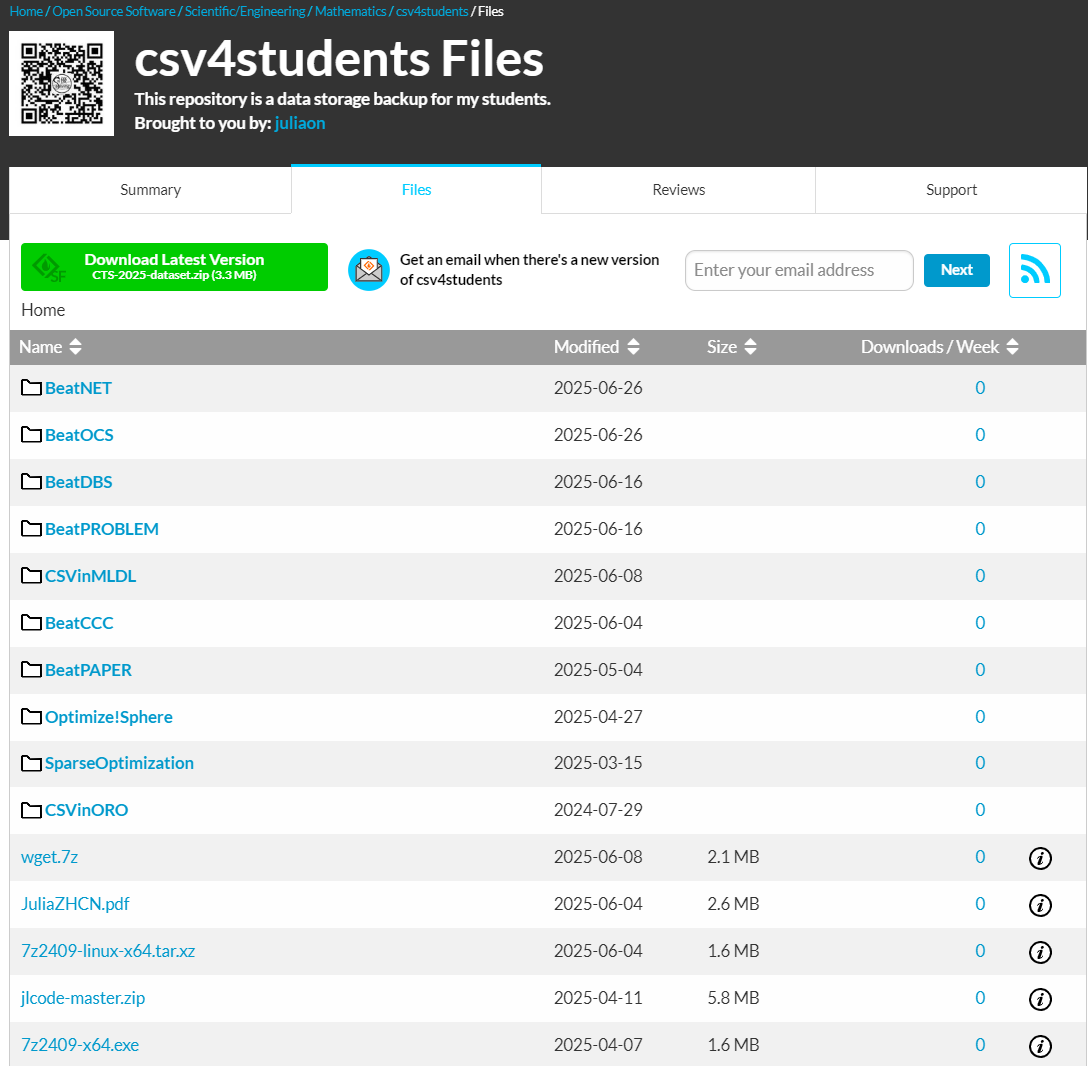 Home / Open Source Software / Scientific/Engineering / Mathematics / csv4students / Files
csv4students Files
This repository is a data storage backup for my students.
Brought to you by: juliaon
Summary Files Reviews Support
Download Latest Version
CTS-2025-dataset.zip (3.3 MB)
SF
Get an email when there's a new version
of csv4students
Enter your email address
Next
Home
Name Modified Size Downloads / Week
BeatNET 2025-06-26 0
BeatOCS 2025-06-26 0
BeatDBS 2025-06-16 0
BeatPROBLEM 2025-06-16 0
CSVinMLDL 2025-06-08 0
BeatCCC 2025-06-04 0
BeatPAPER 2025-05-04 0
Optimize!Sphere 2025-04-27 0
SparseOptimization 2025-03-15 0
CSVinORO 2024-07-29 0
wget.7z 2025-06-08 2.1 MB 0 i
JuliaZHCN.pdf 2025-06-04 2.6 MB 0 i
7z2409-linux-x64.tar.xz 2025-06-04 1.6 MB 0 i
jlcode-master.zip 2025-04-11 5.8 MB 0 i
7z2409-x64.exe 2025-04-07 1.6 MB 0 i